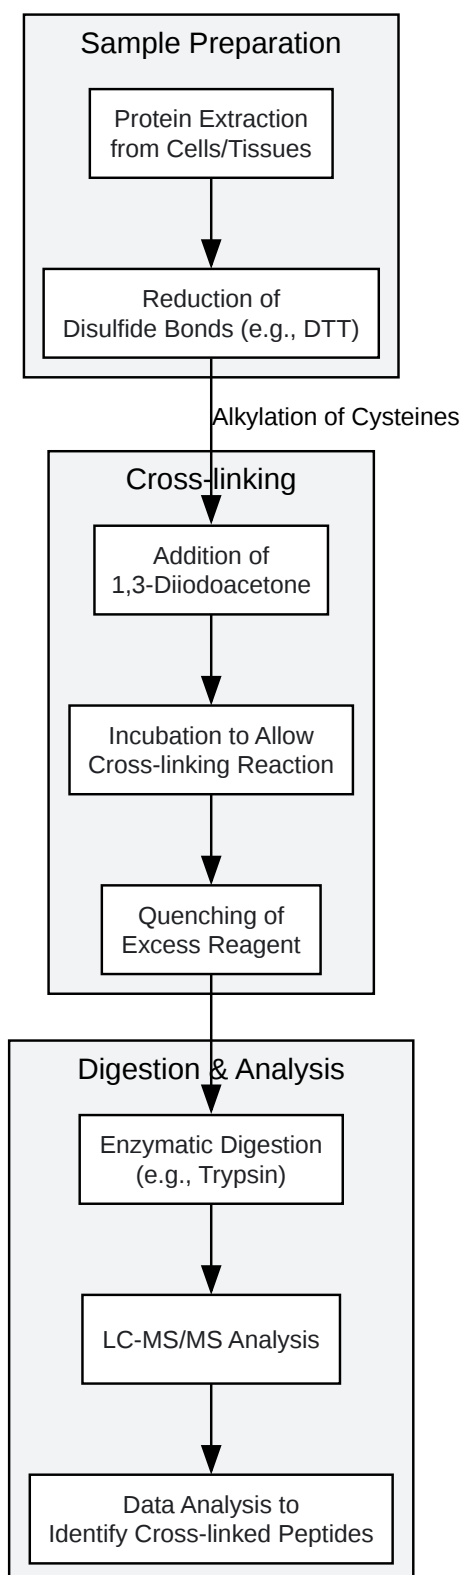 Sample Preparation
Protein Extraction
from Cells/Tissues
Reduction of
Disulfide Bonds (e.g., DTT)
Alkylation of Cysteines
Cross-linking
Addition of
1,3-Diiodoacetone
Incubation to Allow
Cross-linking Reaction
Quenching of
Excess Reagent
Digestion & Analysis
Enzymatic Digestion
(e.g., Trypsin)
LC-MS/MS Analysis
Data Analysis to
Identify Cross-linked Peptides